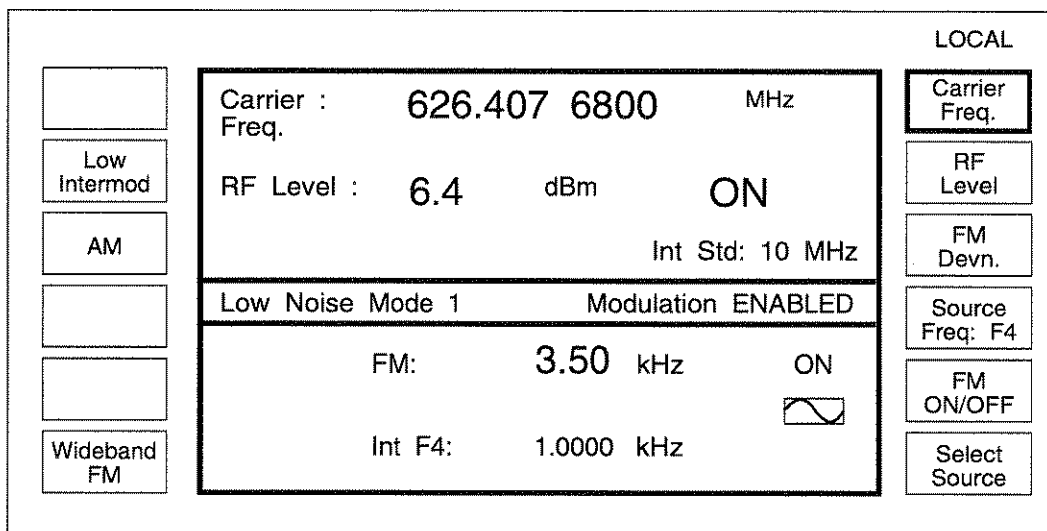 LOCAL
Carrier : 626.407 6800 MHz
Freq.
RF Level : 6.4 dBm ON
Int Std: 10 MHz
Low Noise Mode 1 Modulation ENABLED
FM: 3.50 kHz ON
Int F4: 1.0000 kHz
Low
Intermod
AM
Wideband
FM
Carrier
Freq.
RF
Level
FM
Devn.
Source
Freq: F4
FM
ON/OFF
Select
Source